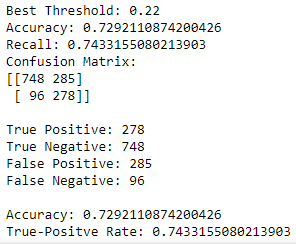 Best Threshold: 0.22
Accuracy: 0.7292110874200426
Recall: 0.7433155080213903
Confusion Matrix:
[[748 285]
 [ 96 278]]
True Positive: 278
True Negative: 748
False Positive: 285
False Negative: 96
Accuracy: 0.7292110874200426
True-Positve Rate: 0.7433155080213903